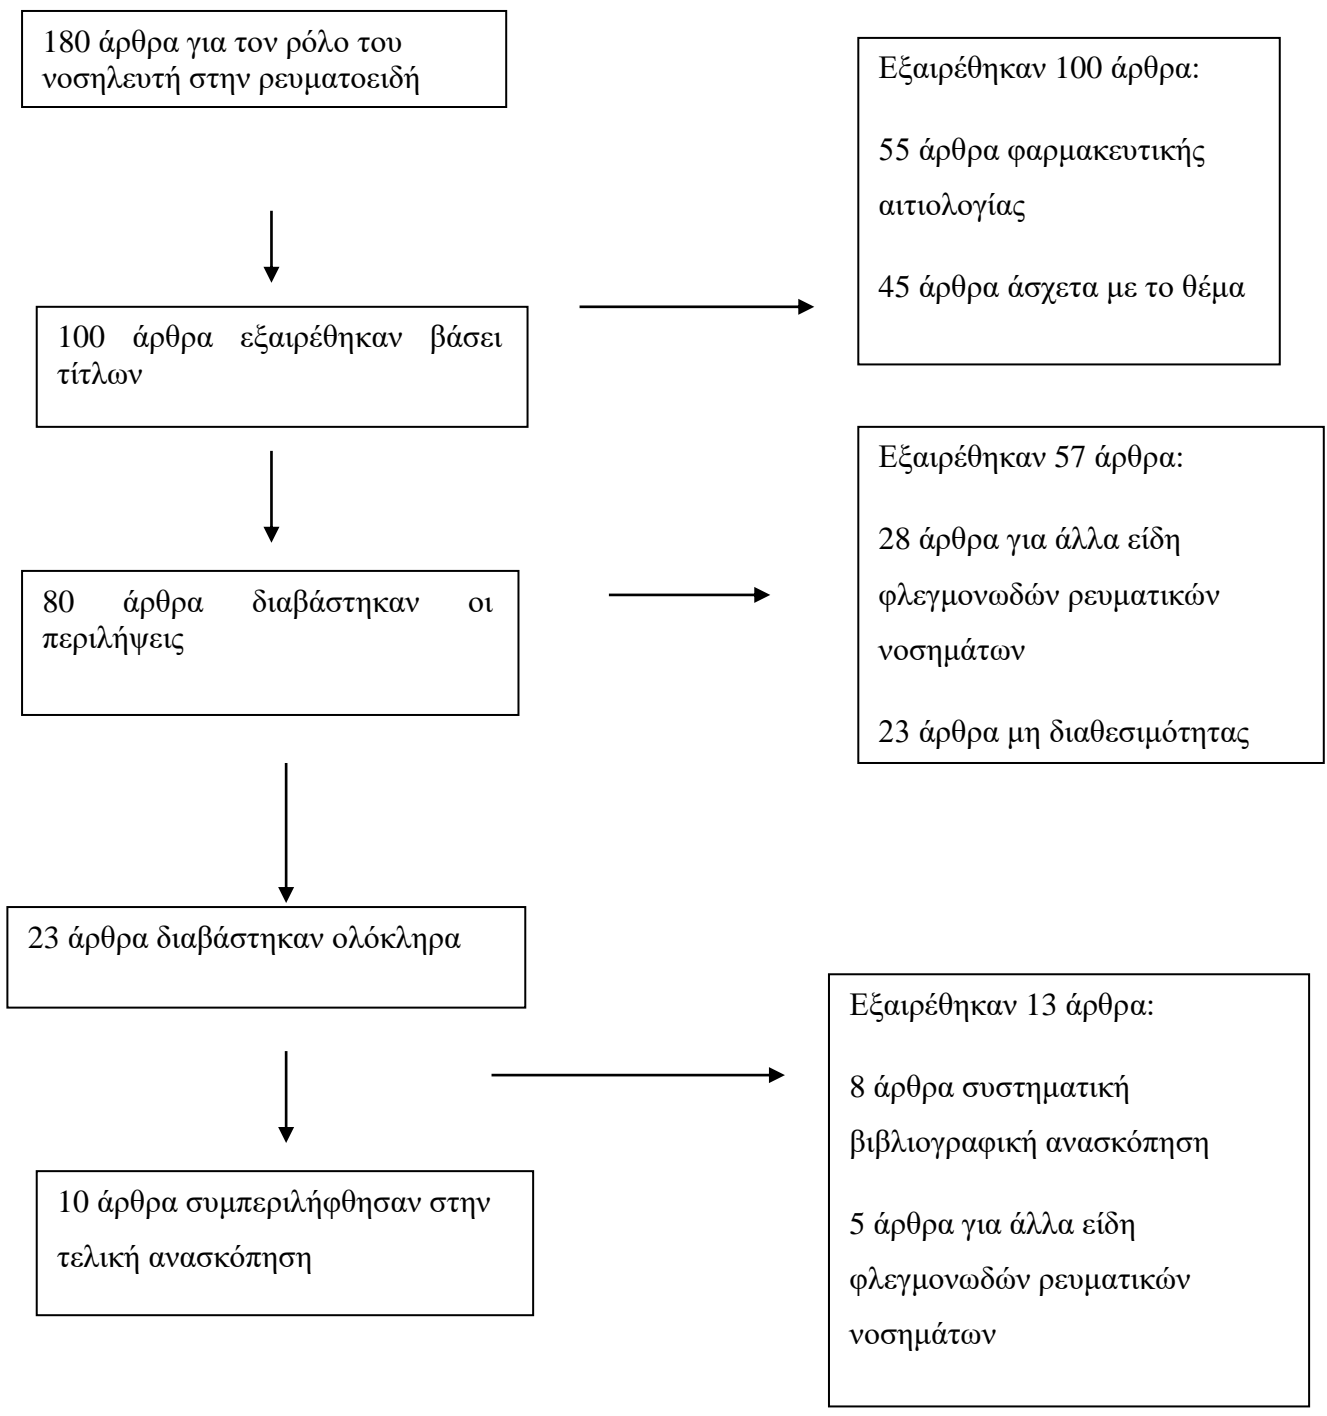 180 άρθρα για τον ρόλο του
νοσηλευτή στην ρευματοειδή
Εξαιρέθηκαν 100 άρθρα:
55 άρθρα φαρμακευτικής
αιτιολογίας
45 άρθρα άσχετα με το θέμα
100 άρθρα εξαιρέθηκαν βάσει
τίτλων
Εξαιρέθηκαν 57 άρθρα:
28 άρθρα για άλλα είδη
φλεγμονωδών ρευματικών
νοσημάτων
23 άρθρα μη διαθεσιμότητας
80 άρθρα διαβάστηκαν οι
περιλήψεις
23 άρθρα διαβάστηκαν ολόκληρα
Εξαιρέθηκαν 13 άρθρα:
8 άρθρα συστηματική
βιβλιογραφική ανασκόπηση
5 άρθρα για άλλα είδη
φλεγμονωδών ρευματικών
νοσημάτων
10 άρθρα συμπεριλήφθησαν στην
τελική ανασκόπηση